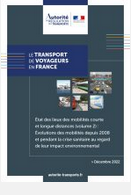 Autorité
de régulation
des transports
LE TRANSPORT
DE VOYAGEURS
EN FRANCE
État des lieux des mobilités courte
et longue distances (volume 2) :
Évolutions des mobilités depuis 2008
et pendant la crise sanitaire au regard
de leur impact environnemental
Décembre 2022
autorite-transports.fr